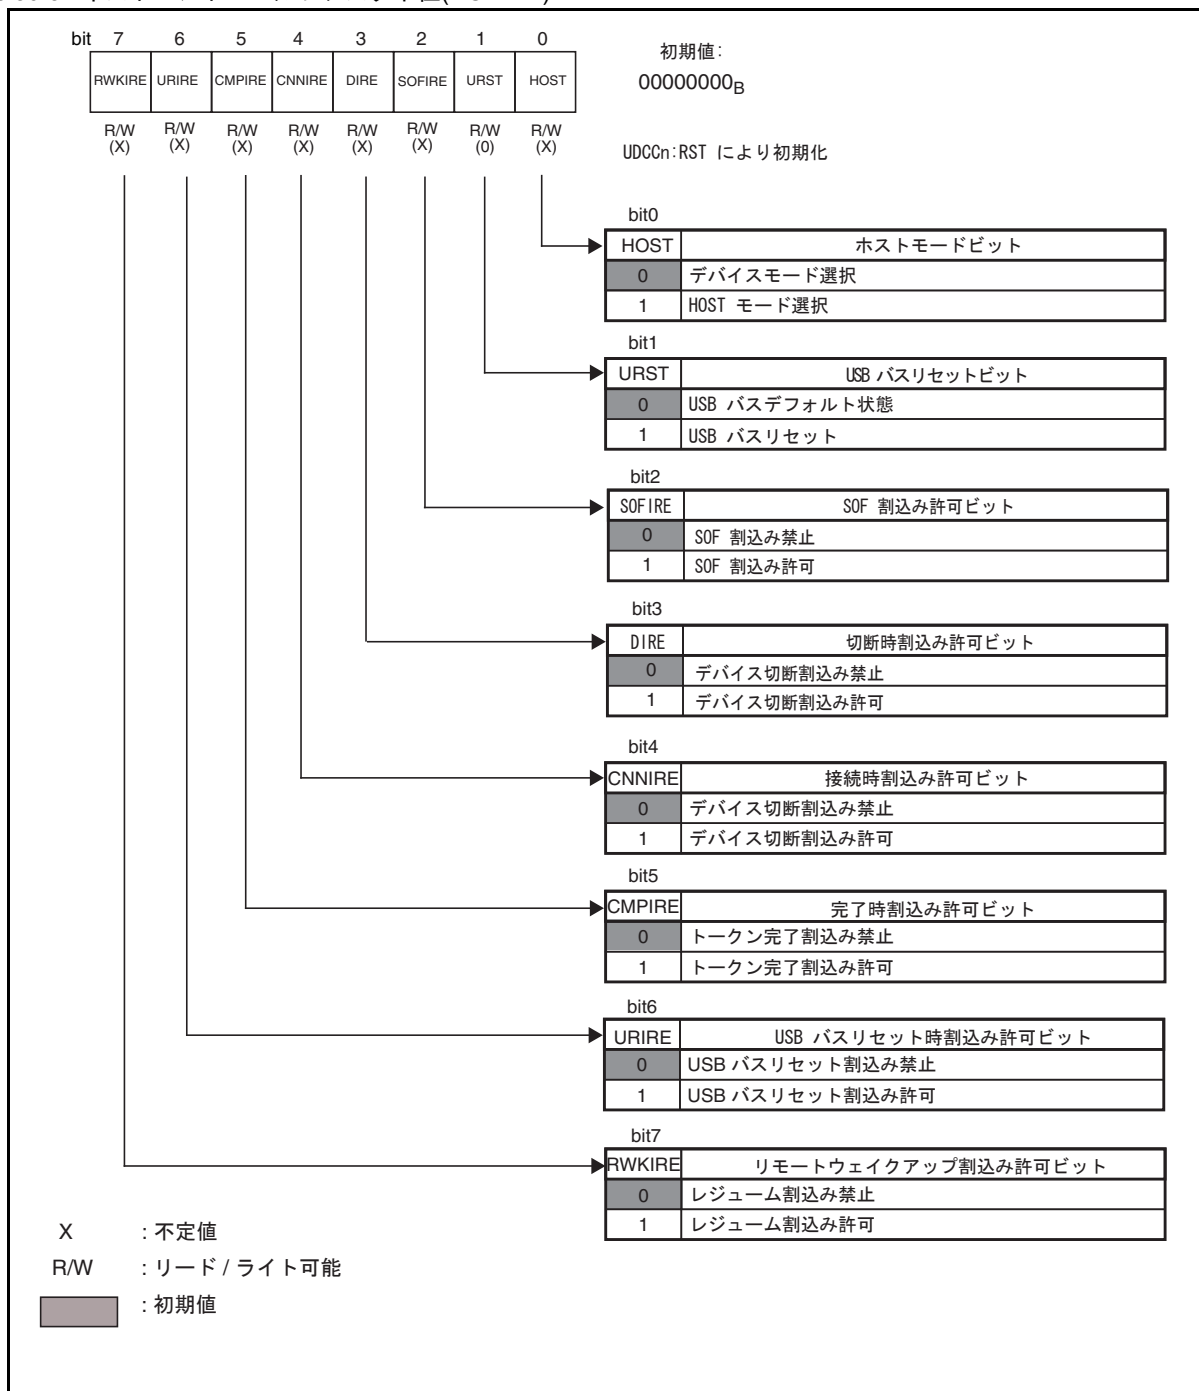 bit 7 6 5 4 3 2 1 0
RWKIRE URIRE CMPIRE CNNIRE DIRE SOFIRE URST HOST
R/W R/W R/W R/W R/W R/W R/W R/W
(X) (X) (X) (X) (X) (X) (0) (X)
初期値:
00000000B
UDCCn:RST により初期化
bit0
HOST ホストモードビット
0 デバイスモード選択
1 HOST モード選択
bit1
URST USB バスリセットビット
0 USB バスデフォルト状態
1 USB バスリセット
bit2
SOFIRE SOF 割込み許可ビット
0 SOF 割込み禁止
1 SOF 割込み許可
bit3
DIRE 切断時割込み許可ビット
0 デバイス切断割込み禁止
1 デバイス切断割込み許可
bit4
CNNIRE 接続時割込み許可ビット
0 デバイス切断割込み禁止
1 デバイス切断割込み許可
bit5
CMPIRE 完了時割込み許可ビット
0 トークン完了割込み禁止
1 トークン完了割込み許可
bit6
URIRE USB バスリセット時割込み許可ビット
0 USB バスリセット割込み禁止
1 USB バスリセット割込み許可
bit7
RWKIRE リモートウェイクアップ割込み許可ビット
0 レジューム割込み禁止
1 レジューム割込み許可
X : 不定値
R/W : リード / ライト可能
: 初期値